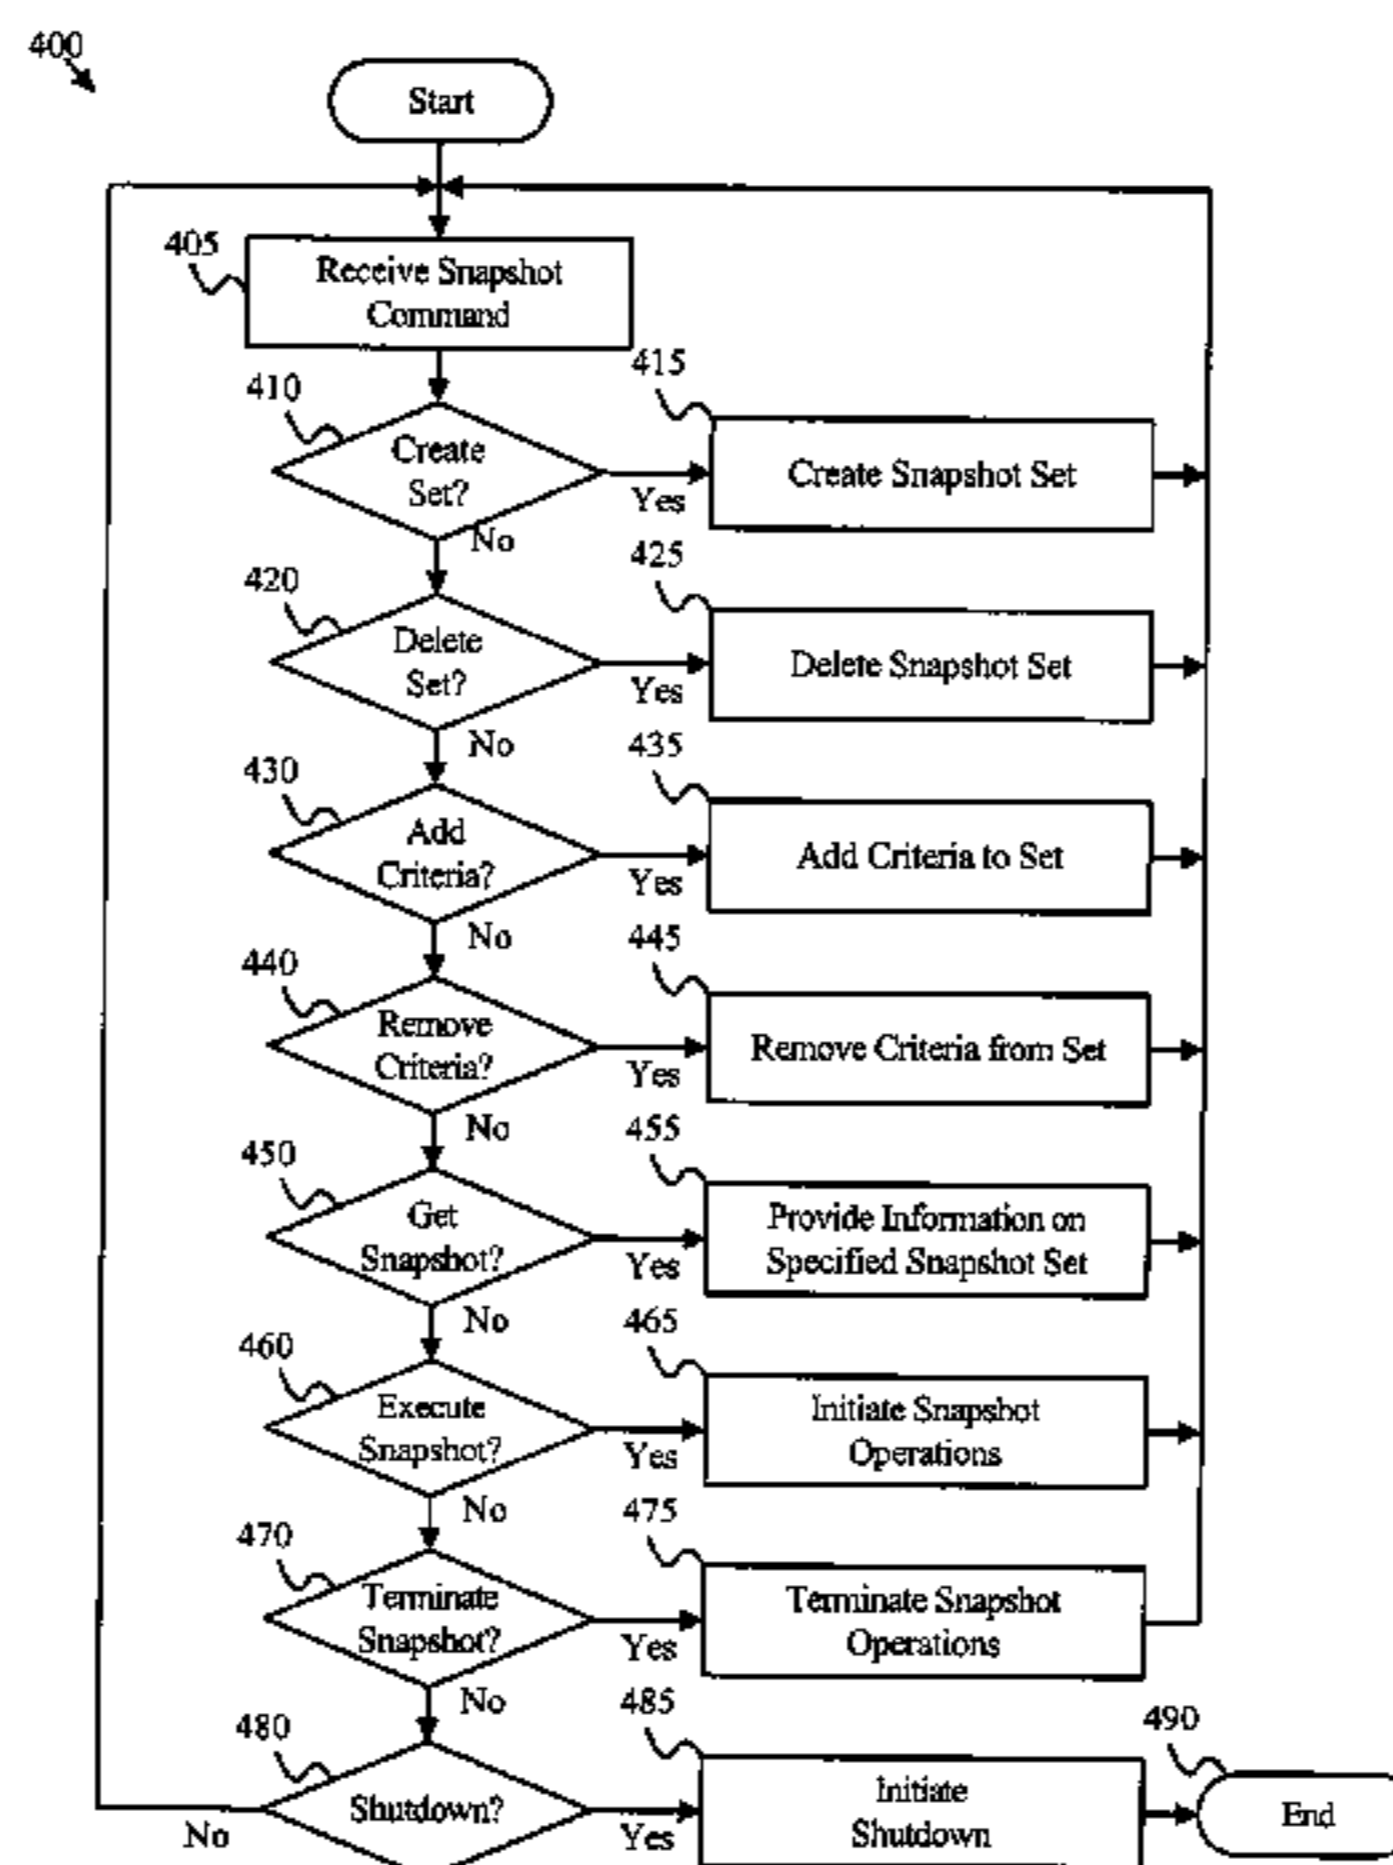 400
Start
405
Receive Snapshot
Command
410
Create
Set?
Yes
No
415
Create Snapshot Set
420
Delete
Set?
Yes
No
425
Delete Snapshot Set
430
Add
Criteria?
Yes
No
435
Add Criteria to Set
440
Remove
Criteria?
Yes
No
445
Remove Criteria from Set
450
Get
Snapshot?
Yes
No
455
Provide Information on
Specified Snapshot Set
460
Execute
Snapshot?
Yes
No
465
Initiate Snapshot
Operations
470
Terminate
Snapshot?
Yes
No
475
Terminate Snapshot
Operations
480
Shutdown?
No
Yes
485
Initiate
Shutdown
490
End